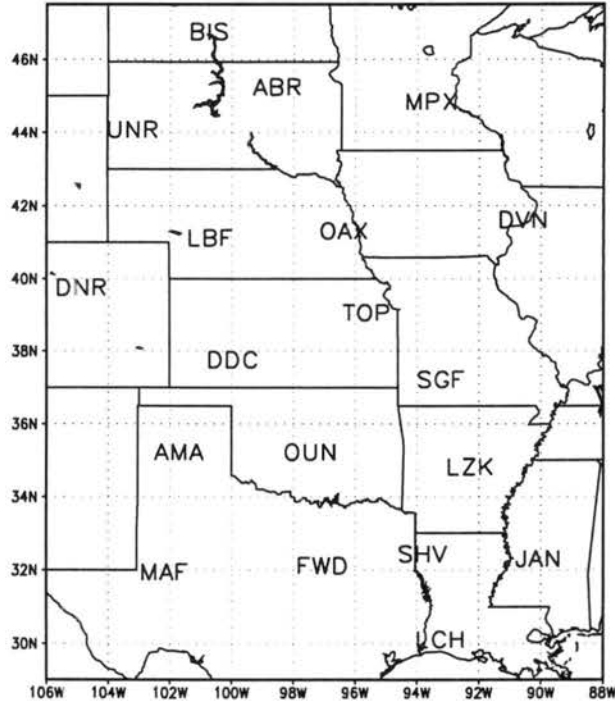 BIS
46N
ABR
MPX
44N
UNR
42N
LBF
OAX
DVN
40N
DNR
TOP
38N
DDC
SGF
36N
AMA
OUN
LZK
34N
SHV
32N
MAF
FWD
JAN
30N
LCH
106W 104W 102W 100W 98W 96W 94W 92W 90W 88W